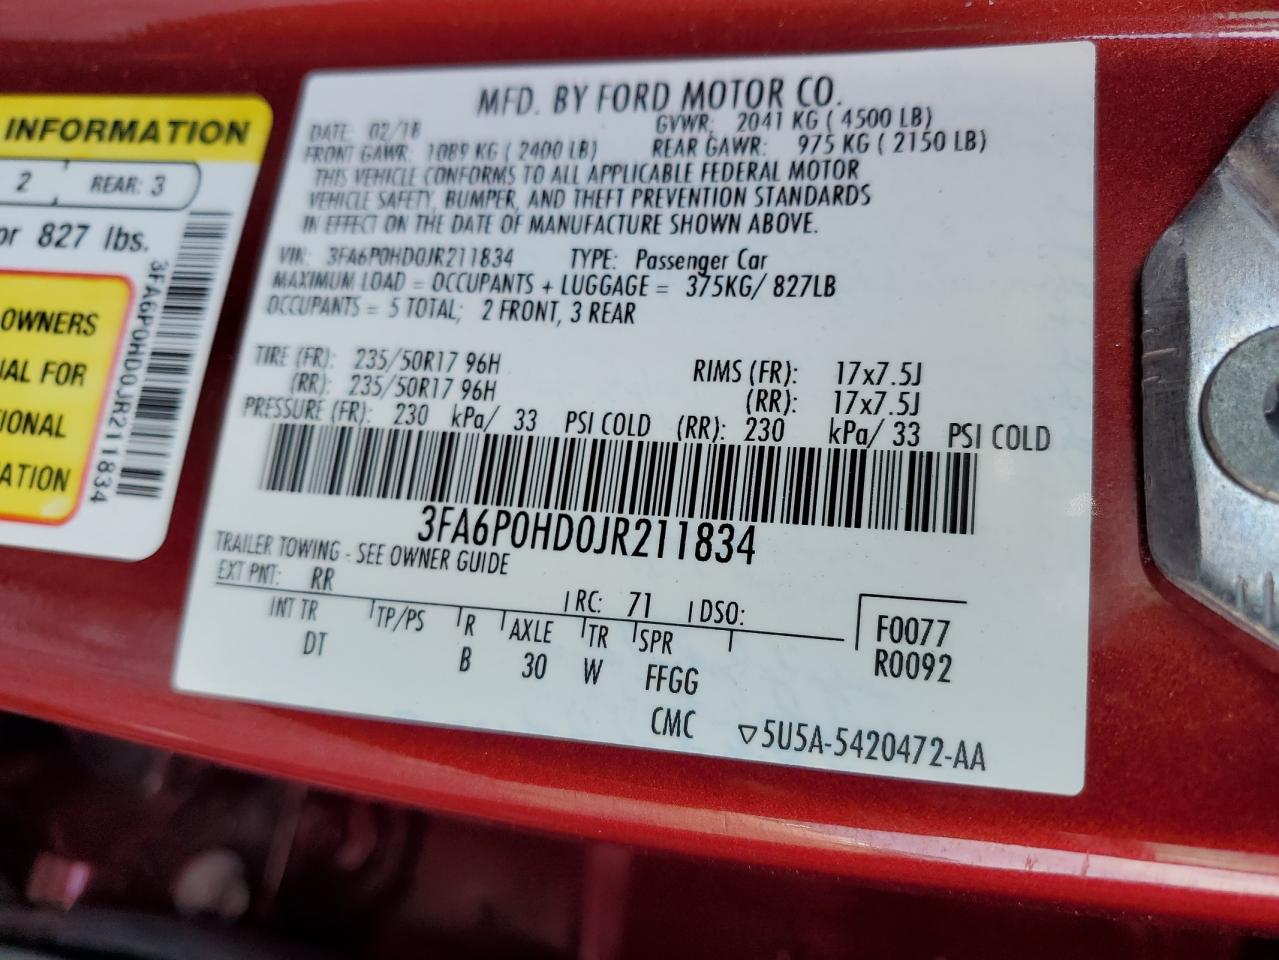 INFORMATION
2 REAR: 3
or 827 lbs.
3FA6P0HD0JR211834
OWNERS
FOR
MFD. BY FORD MOTOR CO.
DATE: 02/18 GVWR: 2041 KG ( 4500 LB)
FRONT GAWR: 1089 KG ( 2400 LB) REAR GAWR: 975 KG ( 2150 LB)
THIS VEHICLE CONFORMS TO ALL APPLICABLE FEDERAL MOTOR
VEHICLE SAFETY, BUMPER, AND THEFT PREVENTION STANDARDS
IN EFFECT ON THE DATE OF MANUFACTURE SHOWN ABOVE.
VIN: 3FA6P0HD0JR211834 TYPE: Passenger Car
MAXIMUM LOAD = OCCUPANTS + LUGGAGE = 375KG/ 827LB
OCCUPANTS = 5 TOTAL; 2 FRONT, 3 REAR
TIRE (FR): 235/50R17 96H RIMS (FR): 17x7.5J
(RR): 235/50R17 96H (RR): 17x7.5J
PRESSURE (FR): 230 kPa/ 33 PSI COLD (RR): 230 kPa/ 33 PSI COLD
3FA6P0HD0JR211834
TRAILER TOWING - SEE OWNER GUIDE
EXT PNT: RR RC: 71 DSO:
INT TR TP/PS R AXLE TR SPR F0077
DT B 30 W FFGG R0092
CMC ▽5U5A-5420472-AA